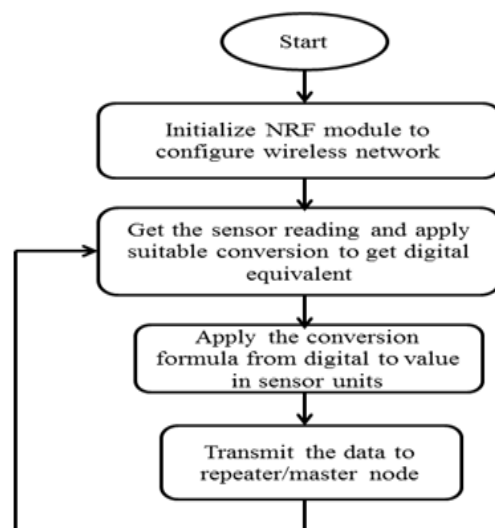 Start
Initialize NRF module to
configure wireless network
Get the sensor reading and apply
suitable conversion to get digital
equivalent
Apply the conversion
formula from digital to value
in sensor units
Transmit the data to
repeater/master node